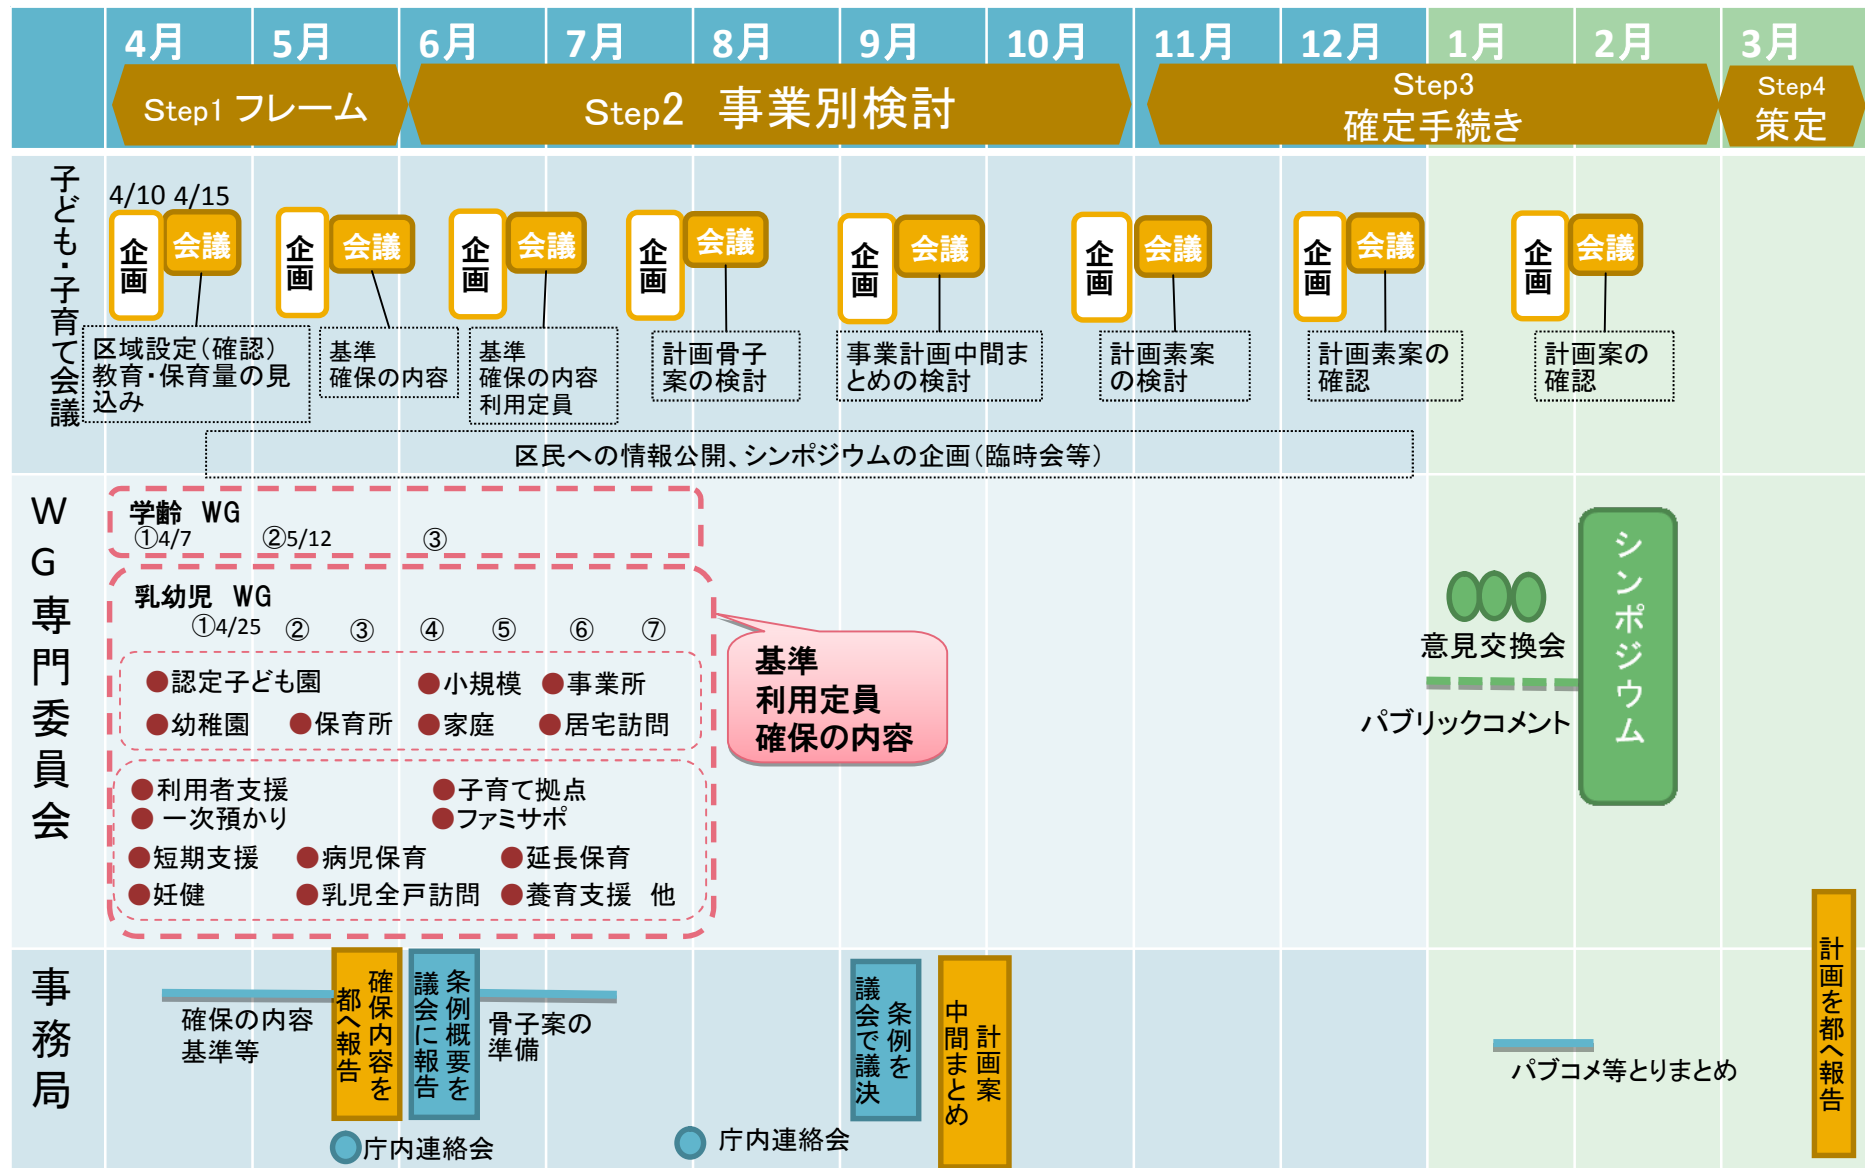 4月
5月
6月
7月
8月
9月
10月
11月
12月
1月
2月
3月
Step1 フレーム
Step2 事業別検討
Step3
確定手続き
Step4
策定
子ども・子育て会議
4/10 4/15
企画
会議
企画
会議
企画
会議
企画
会議
企画
会議
企画
会議
企画
会議
企画
会議
区域設定(確認)
教育・保育量の見
込み
基準
確保の内容
基準
確保の内容
利用定員
計画骨子
案の検討
事業計画中間ま
とめの検討
計画素案
の検討
計画素案の
確認
計画案の
確認
区民への情報公開、シンポジウムの企画(臨時会等)
WG専門委員会
学齢 WG
①4/7
②5/12
③
乳幼児 WG
①4/25
②
③
④
⑤
⑥
⑦
●認定子ども園
●小規模
●事業所
●幼稚園
●保育所
●家庭
●居宅訪問
●利用者支援
●子育て拠点
●一次預かり
●ファミサポ
●短期支援
●病児保育
●延長保育
●妊健
●乳児全戸訪問
●養育支援 他
基準
利用定員
確保の内容
意見交換会
パブリックコメント
シンポジウム
事務局
確保の内容
基準等
確保内容を
都へ報告
条例概要を
議会に報告
骨子案の
準備
条例を
議会で議決
計画案
中間まとめ
パブコメ等とりまとめ
計画を都へ報告
庁内連絡会
庁内連絡会